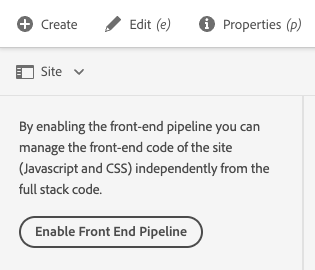 Create Edit (e) Properties (p)
Site
By enabling the front-end pipeline you can
manage the front-end code of the site
(Javascript and CSS) independently from the
full stack code.
Enable Front End Pipeline